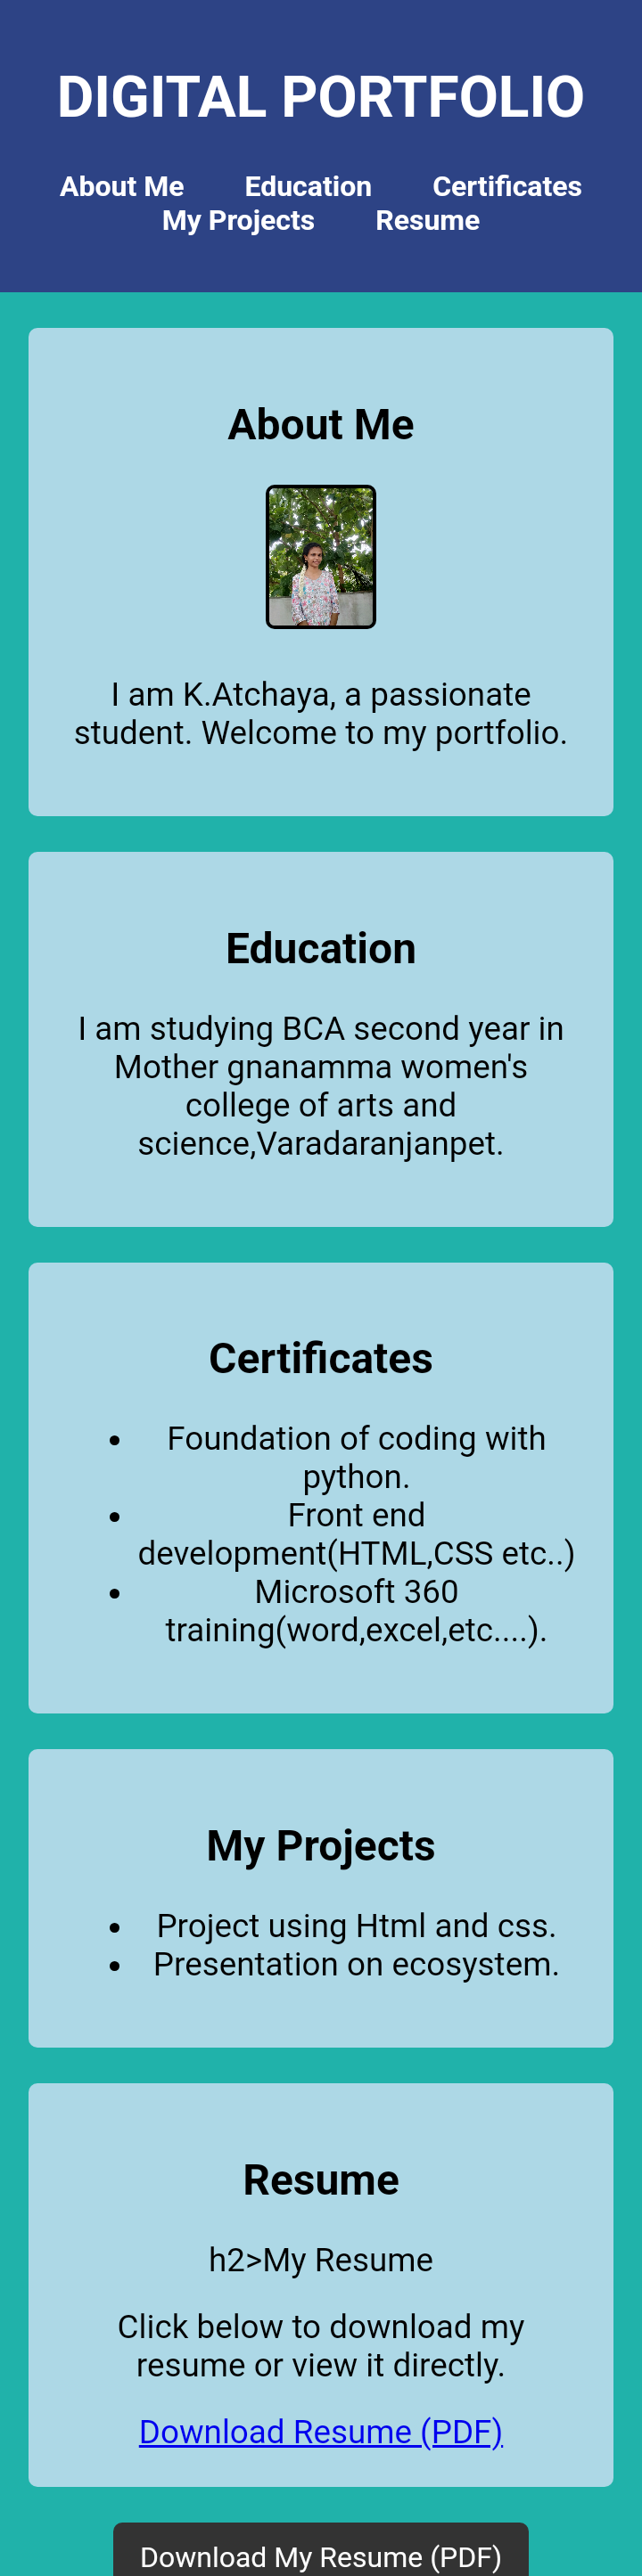 DIGITAL PORTFOLIO
About Me Education Certificates
My Projects Resume
About Me
I am K.Atchaya, a passionate
student. Welcome to my portfolio.
Education
I am studying BCA second year in
Mother gnanamma women's
college of arts and
science,Varadaranjanpet.
Certificates
• Foundation of coding with
python.
• Front end
development(HTML,CSS etc..)
• Microsoft 360
training(word,excel,etc....).
My Projects
• Project using Html and css.
• Presentation on ecosystem.
Resume
h2>My Resume
Click below to download my
resume or view it directly.
Download Resume (PDF)
Download My Resume (PDF)